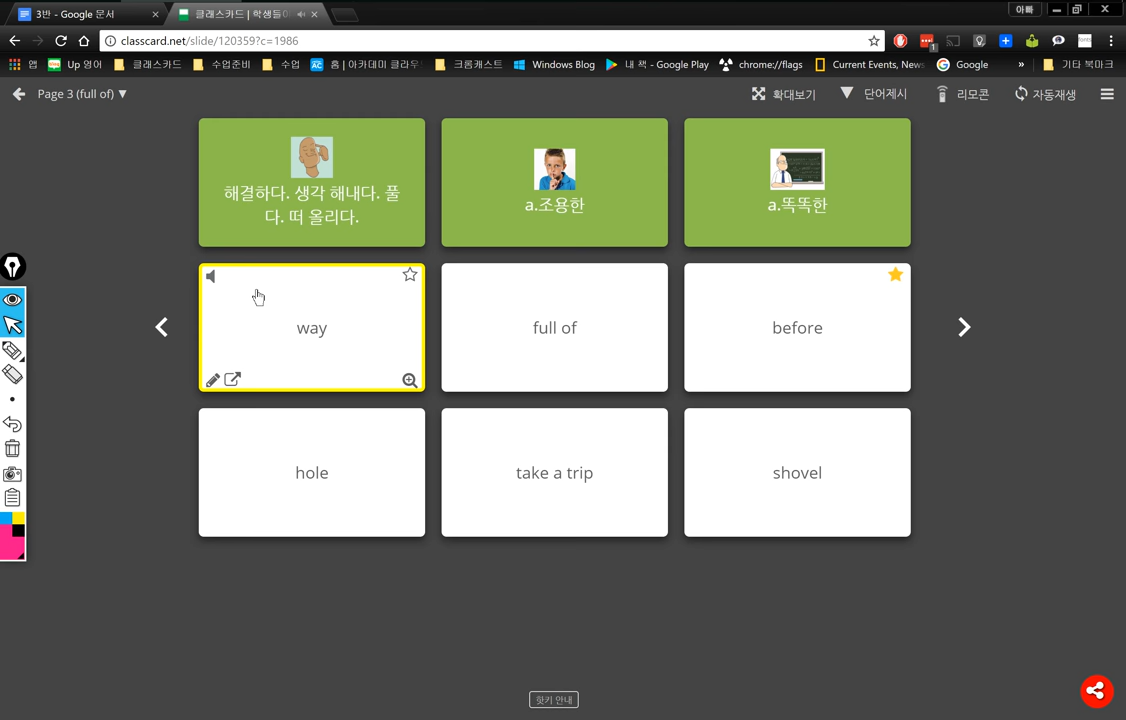 3반 - Google 문서
클래스카드 | 학생들이
아빠
classcard.net/slide/120359?c=1986
1
앱
Up 영어
클래스카드
수업준비
수업
홈 | 아카데미 클라우
크롬캐스트
Windows Blog
내 책 - Google Play
chrome://flags
Current Events, News
Google
»
기타 북마크
Page 3 (full of) ▼
확대보기
단어제시
리모콘
자동재생
해결하다. 생각 해내다. 풀
다. 떠 올리다.
a.조용한
a.똑똑한
way
full of
before
hole
take a trip
shovel
핫키 안내